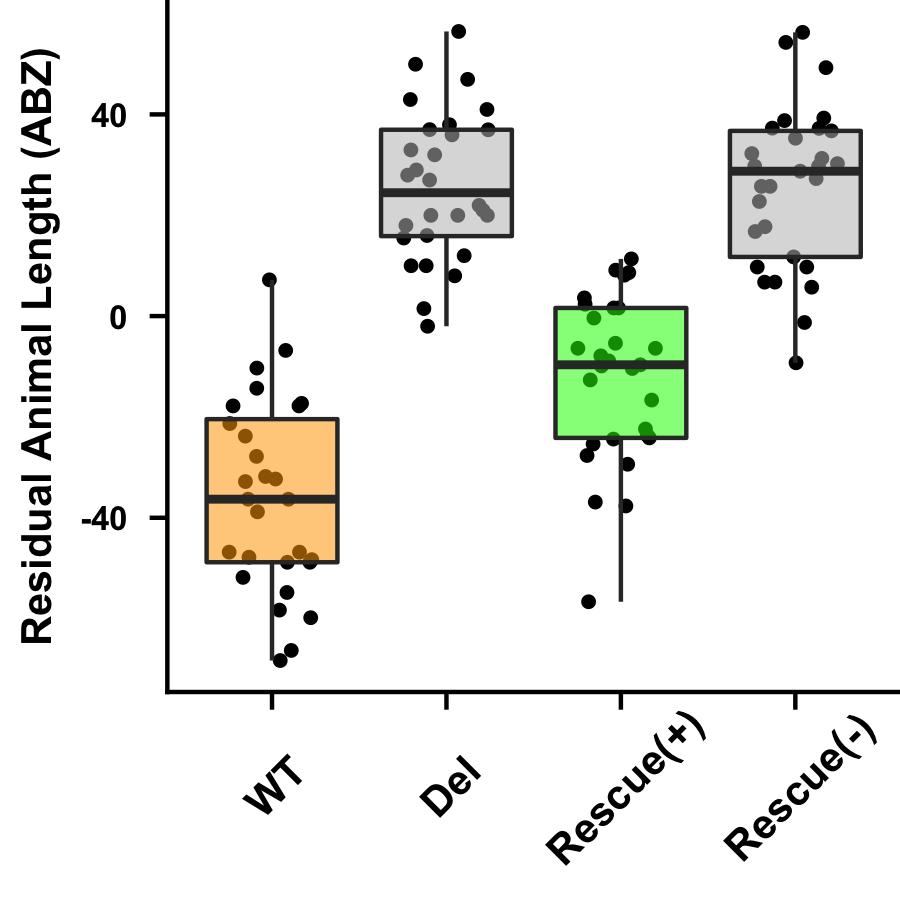 Residual Animal Length (ABZ)
40
0
-40
WT
Del
Rescue(+)
Rescue(-)